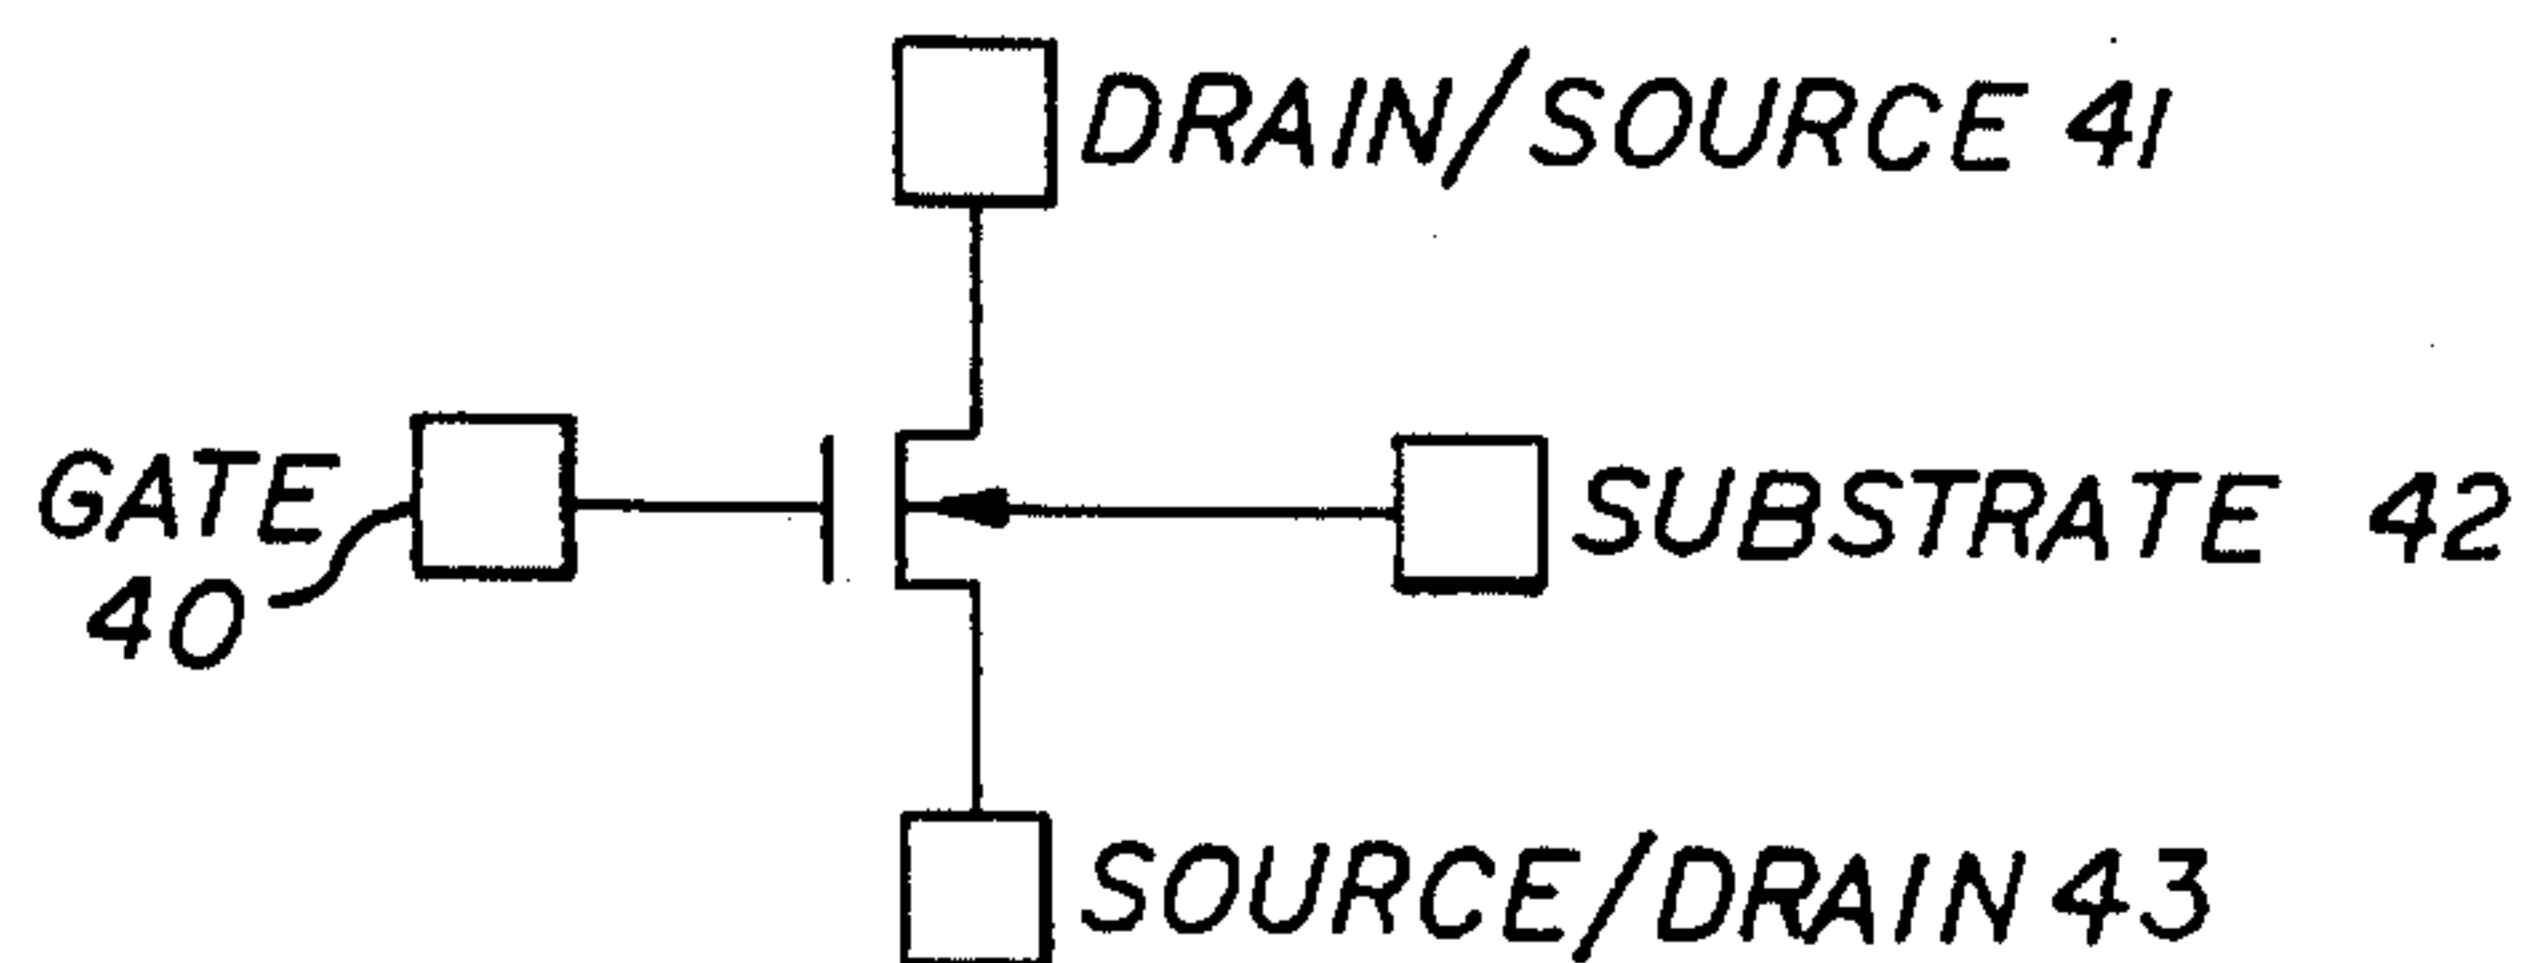 DRAIN/SOURCE 41
GATE
40
SUBSTRATE 42
SOURCE/DRAIN 43